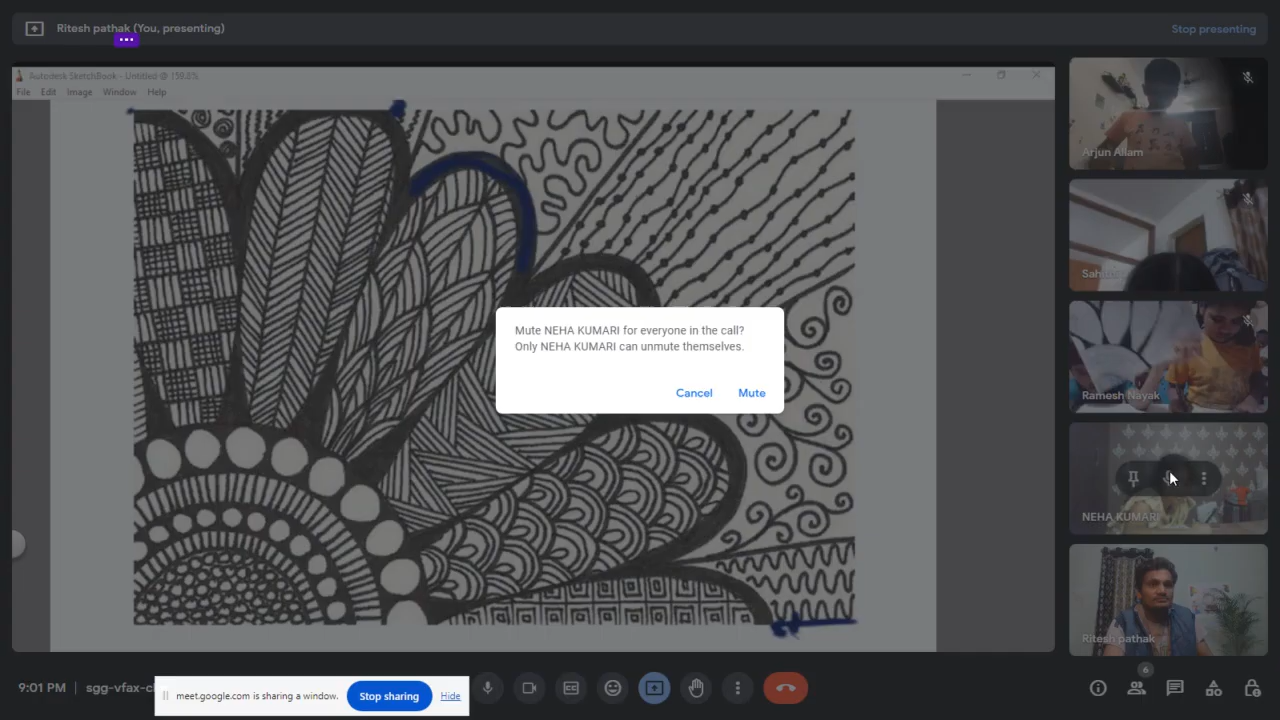 Ritesh pathak (You, presenting)
Stop presenting
Autodesk SketchBook - Untitled @ 159.8%
File Edit Image Window Help
Arjun Allam
Ramesh Nayak
NEHA KUMARI
Ritesh pathak
Mute NEHA KUMARI for everyone in the call?
Only NEHA KUMARI can unmute themselves.
Cancel Mute
9:01 PM
meet.google.com is sharing a window.
Stop sharing
Hide
6